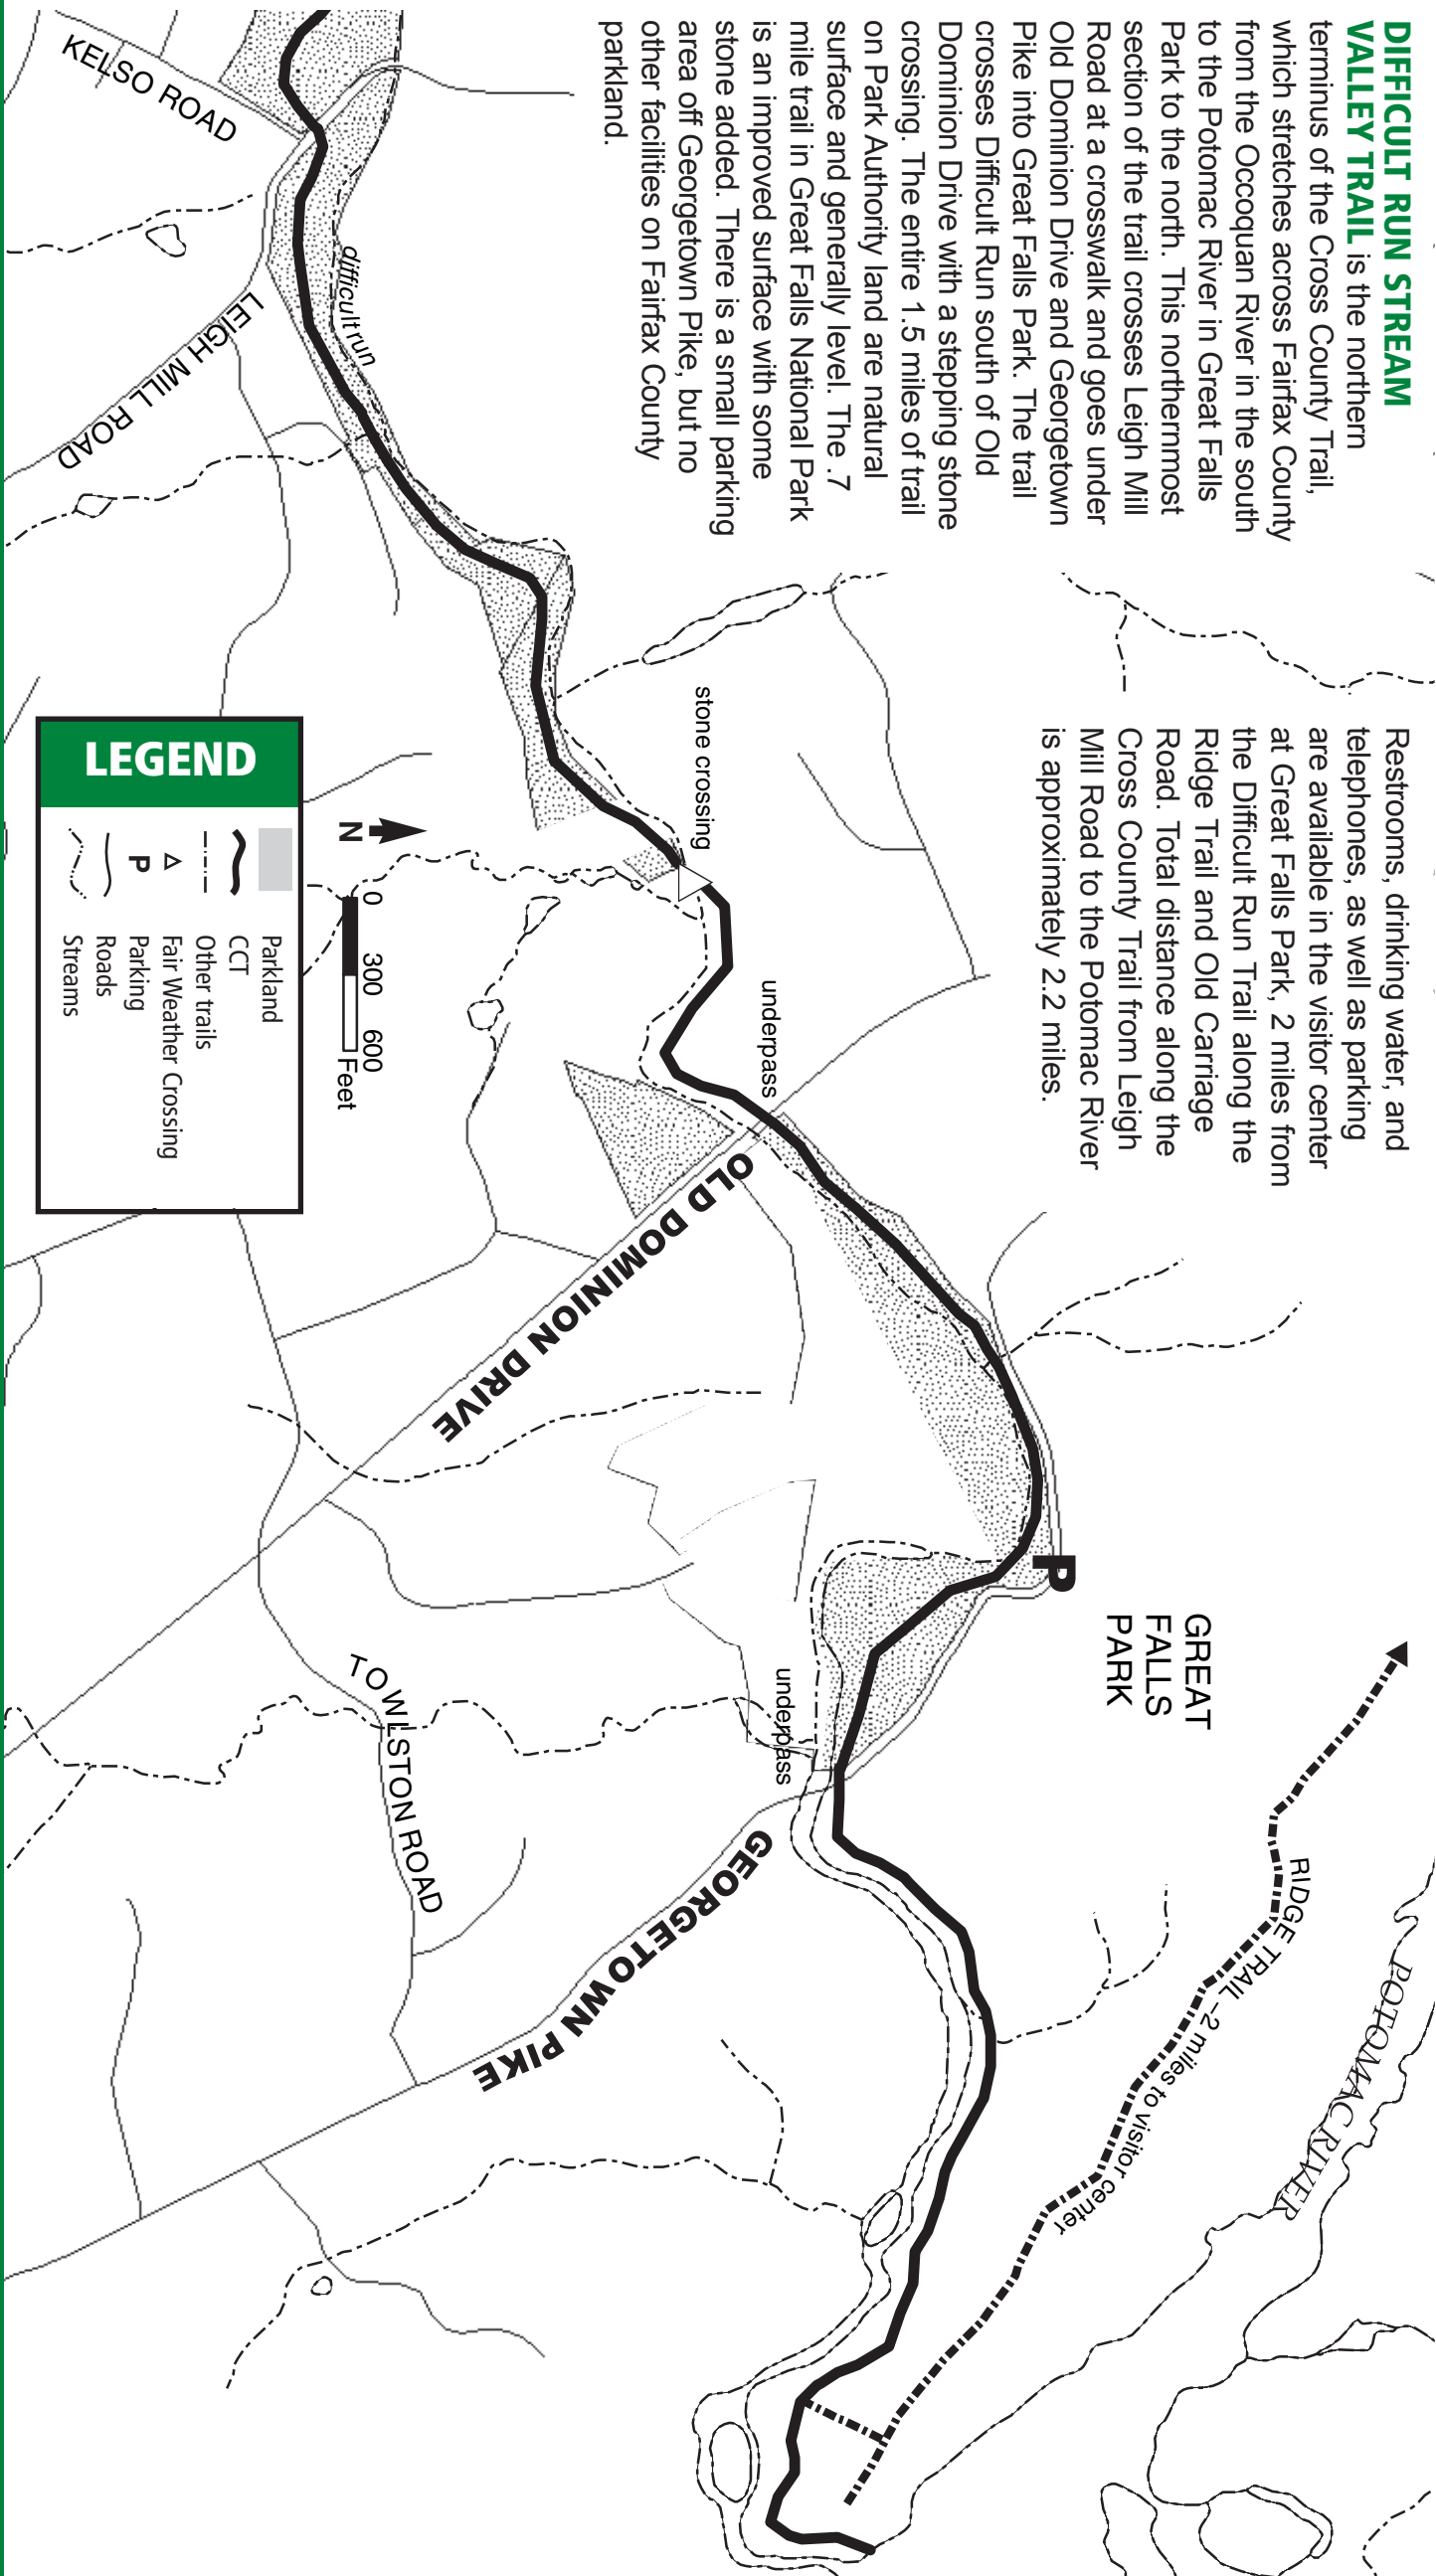 DIFFICULT RUN STREAM
VALLEY TRAIL is the northern
terminus of the Cross County Trail,
which stretches across Fairfax County
from the Occoquan River in the south
to the Potomac River in Great Falls
Park to the north. This northernmost
section of the trail crosses Leigh Mill
Road at a crosswalk and goes under
Old Dominion Drive and Georgetown
Pike into Great Falls Park. The trail
crosses Difficult Run south of Old
Dominion Drive with a stepping stone
crossing. The entire 1.5 miles of trail
on Park Authority land are natural
surface and generally level. The .7
mile trail in Great Falls National Park
is an improved surface with some
stone added. There is a small parking
area off Georgetown Pike, but no
other facilities on Fairfax County
parkland.
Restrooms, drinking water, and
telephones, as well as parking
are available in the visitor center
at Great Falls Park, 2 miles from
the Difficult Run Trail along the
Ridge Trail and Old Carriage
Road. Total distance along the
Cross County Trail from Leigh
Mill Road to the Potomac River
is approximately 2.2 miles.
KELSO ROAD
difficult run
LEIGH MILL ROAD
stone crossing
underpass
OLD DOMINION DRIVE
P
GREAT
FALLS
PARK
RIDGE TRAIL -2 miles to visitor center
POTOMAC RIVER
underpass
GEORGETOWN PIKE
TOWLSTON ROAD
N
0 300 600
Feet
LEGEND
Parkland
CCT
Other trails
Fair Weather Crossing
P Parking
Roads
Streams